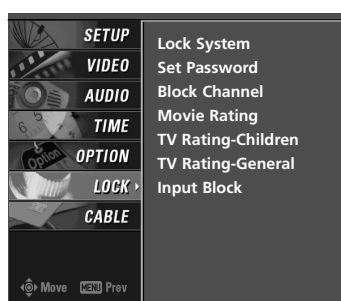 SETUP
VIDEO
AUDIO
TIME
OPTION
LOCK
CABLE
Move MENU Prev
Lock System
Set Password
Block Channel
Movie Rating
TV Rating-Children
TV Rating-General
Input Block